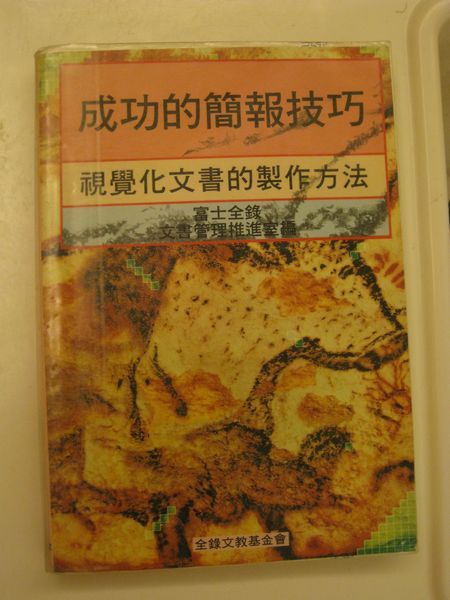 成功的簡報技巧
視覺化文書的製作方法
富士全錄
文書管理推進室編
全錄文教基金會